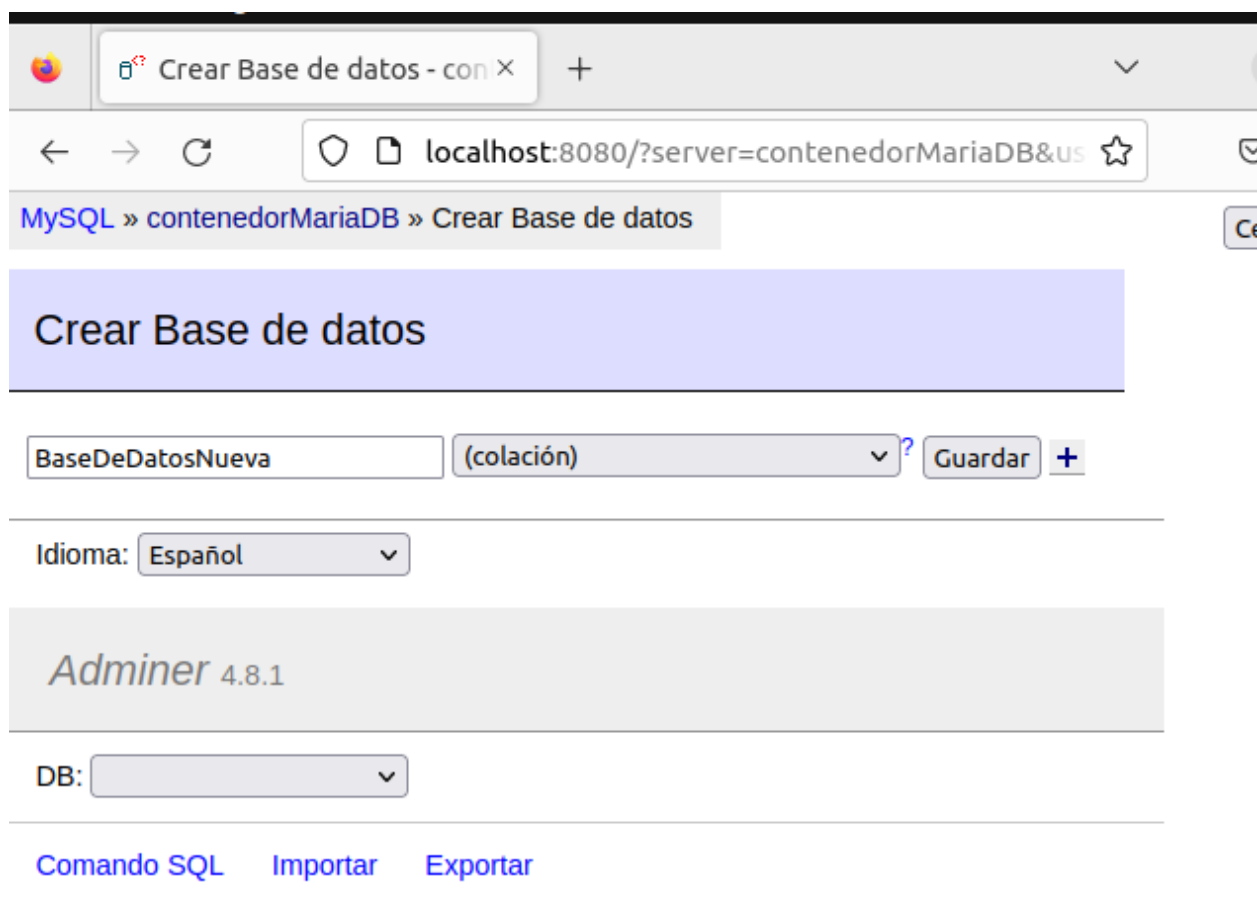 Crear Base de datos - con
localhost:8080/?server=contenedorMariaDB&us
MySQL » contenedorMariaDB » Crear Base de datos
Ce
Crear Base de datos
BaseDeDatosNueva (colación) ? Guardar +
Idioma: Español
Adminer 4.8.1
DB:
Comando SQL Importar Exportar